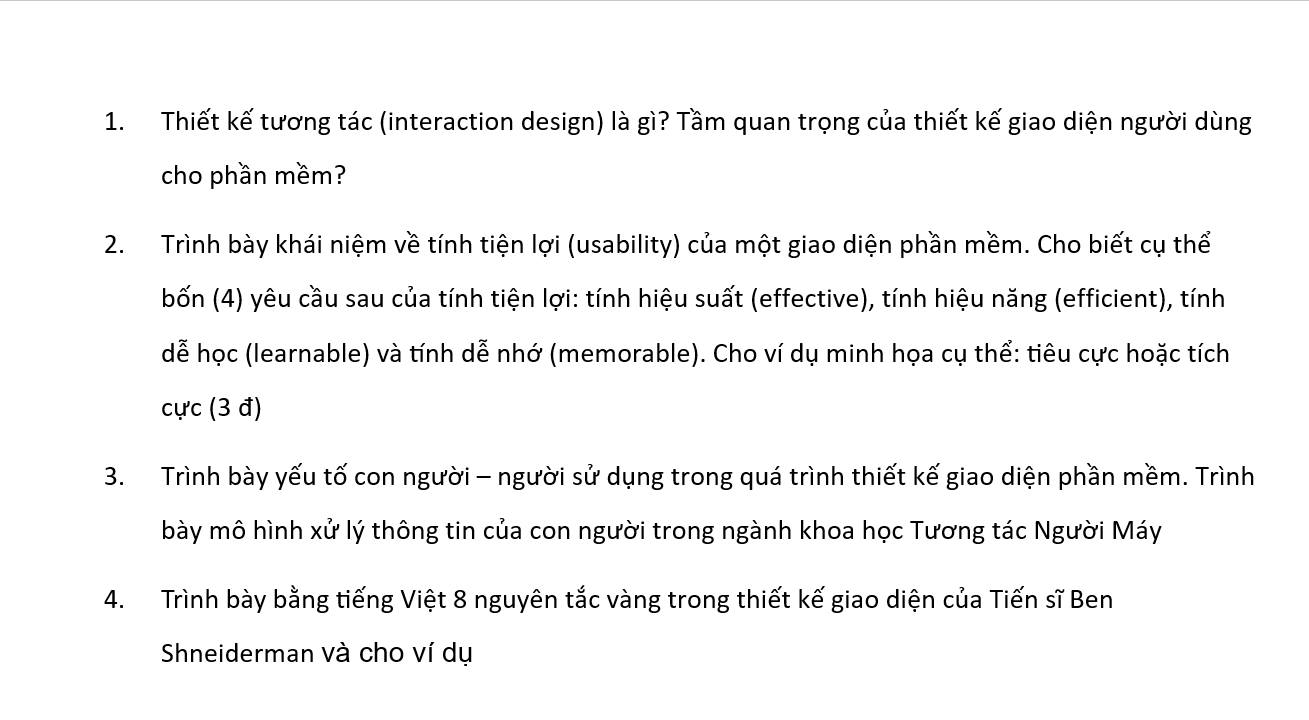 1. Thiết kế tương tác (interaction design) là gì? Tầm quan trọng của thiết kế giao diện người dùng
cho phần mềm?
2. Trình bày khái niệm về tính tiện lợi (usability) của một giao diện phần mềm. Cho biết cụ thể
bốn (4) yêu cầu sau của tính tiện lợi: tính hiệu suất (effective), tính hiệu năng (efficient), tính
dễ học (learnable) và tính dễ nhớ (memorable). Cho ví dụ minh họa cụ thể: tiêu cực hoặc tích
cực (3 đ)
3. Trình bày yếu tố con người – người sử dụng trong quá trình thiết kế giao diện phần mềm. Trình
bày mô hình xử lý thông tin của con người trong ngành khoa học Tương tác Người Máy
4. Trình bày bằng tiếng Việt 8 nguyên tắc vàng trong thiết kế giao diện của Tiến sĩ Ben
Shneiderman và cho ví dụ